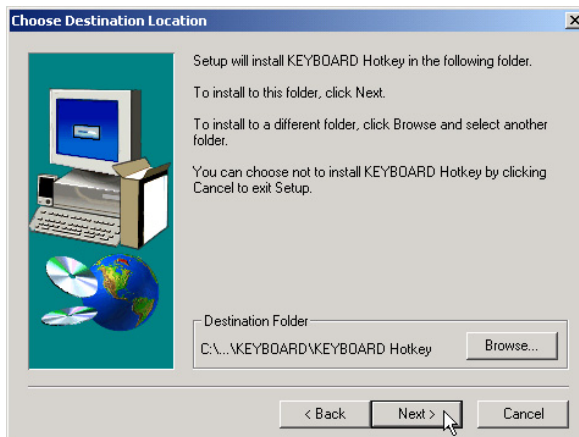 Choose Destination Location
Setup will install KEYBOARD Hotkey in the following folder.
To install to this folder, click Next.
To install to a different folder, click Browse and select another
folder.
You can choose not to install KEYBOARD Hotkey by clicking
Cancel to exit Setup.
Destination Folder
C:\...\KEYBOARD\KEYBOARD Hotkey
Browse...
< Back
Next >
Cancel